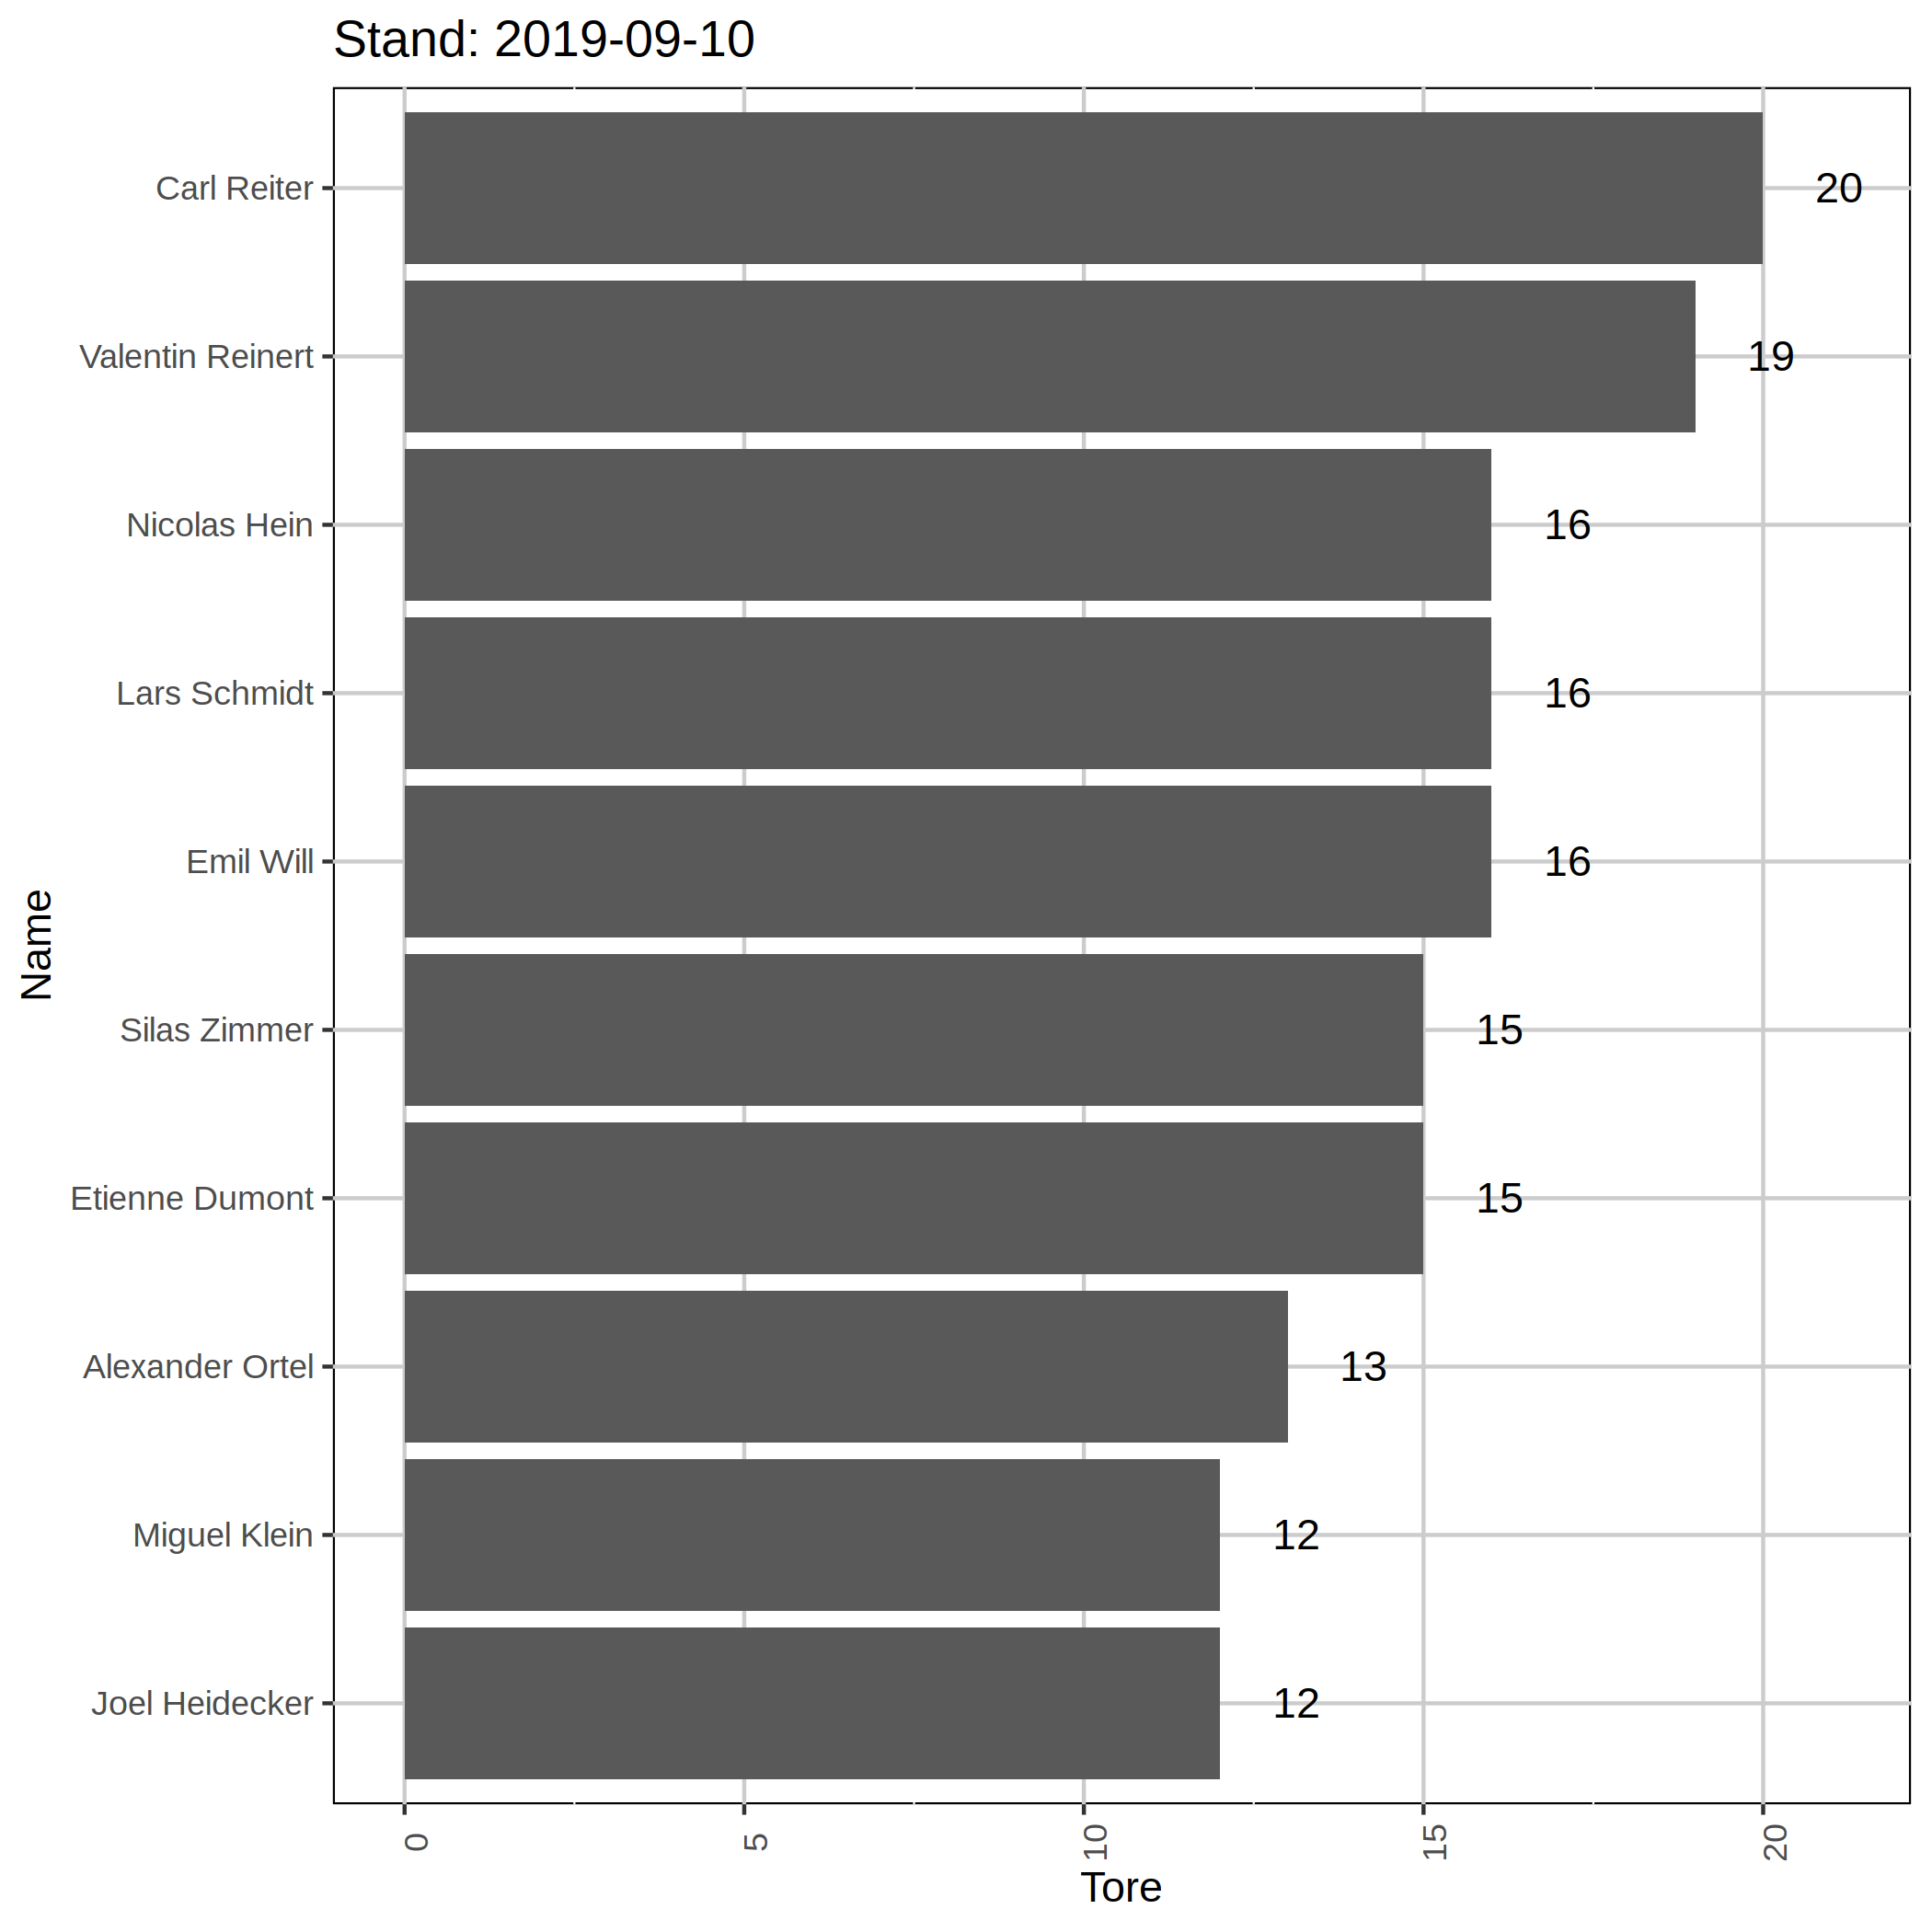 Stand: 2019-09-10
Carl Reiter 20
Valentin Reinert 19
Nicolas Hein 16
Lars Schmidt 16
Emil Will 16
Silas Zimmer 15
Etienne Dumont 15
Alexander Ortel 13
Miguel Klein 12
Joel Heidecker 12
Name
0 5 10 15 20
Tore